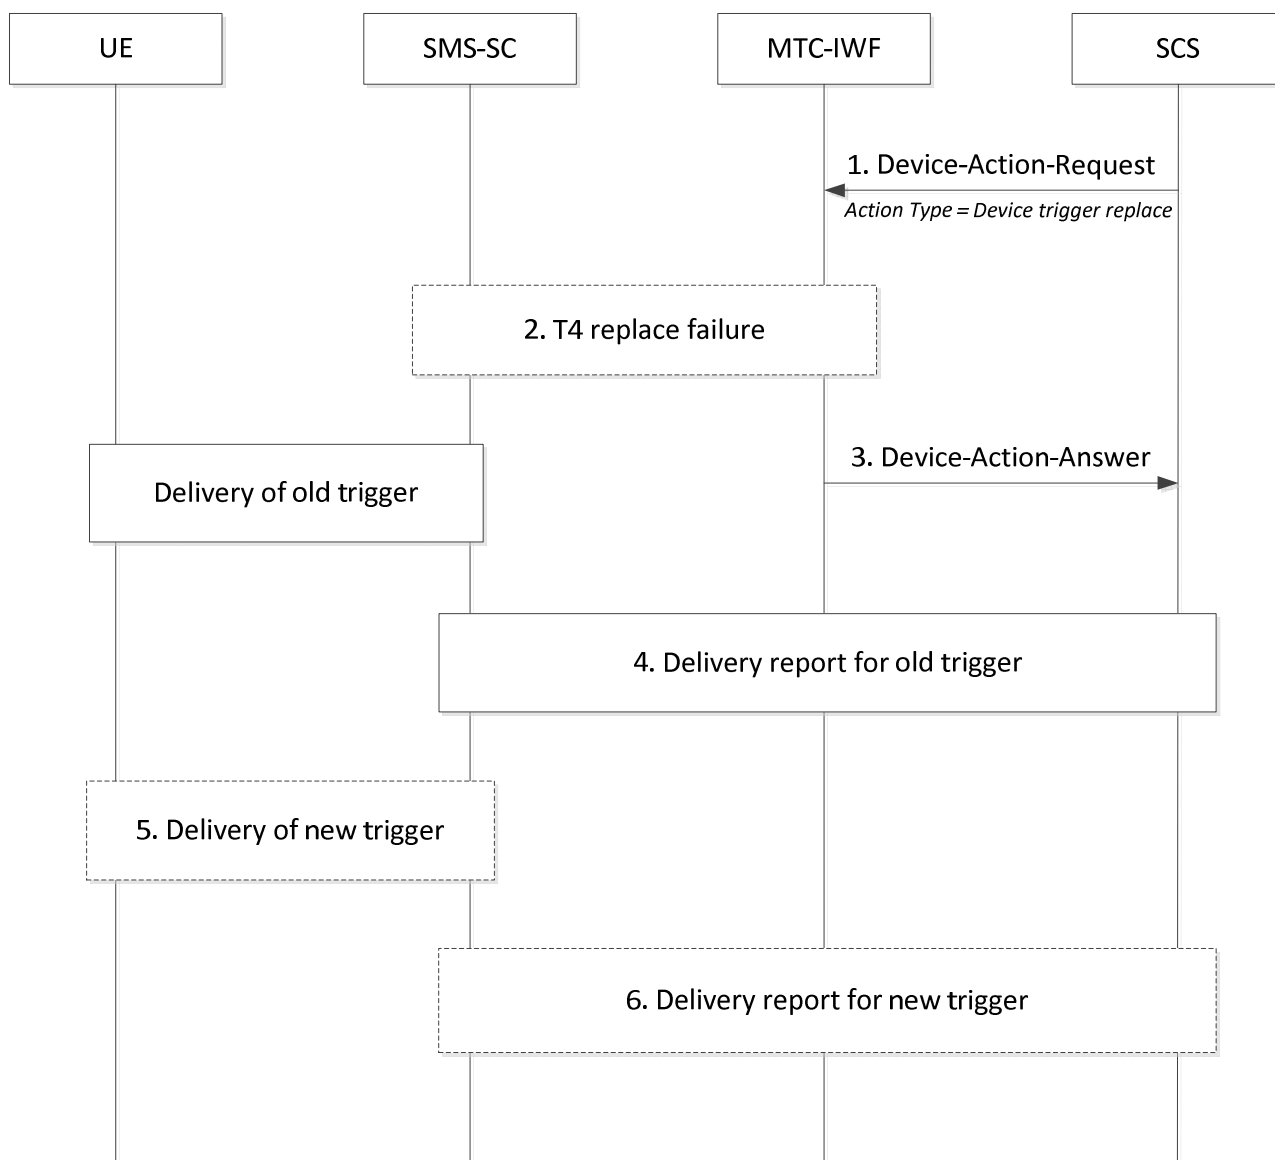 UE
SMS-SC
MTC-IWF
SCS
1. Device-Action-Request
Action Type = Device trigger replace
2. T4 replace failure
3. Device-Action-Answer
Delivery of old trigger
4. Delivery report for old trigger
5. Delivery of new trigger
6. Delivery report for new trigger